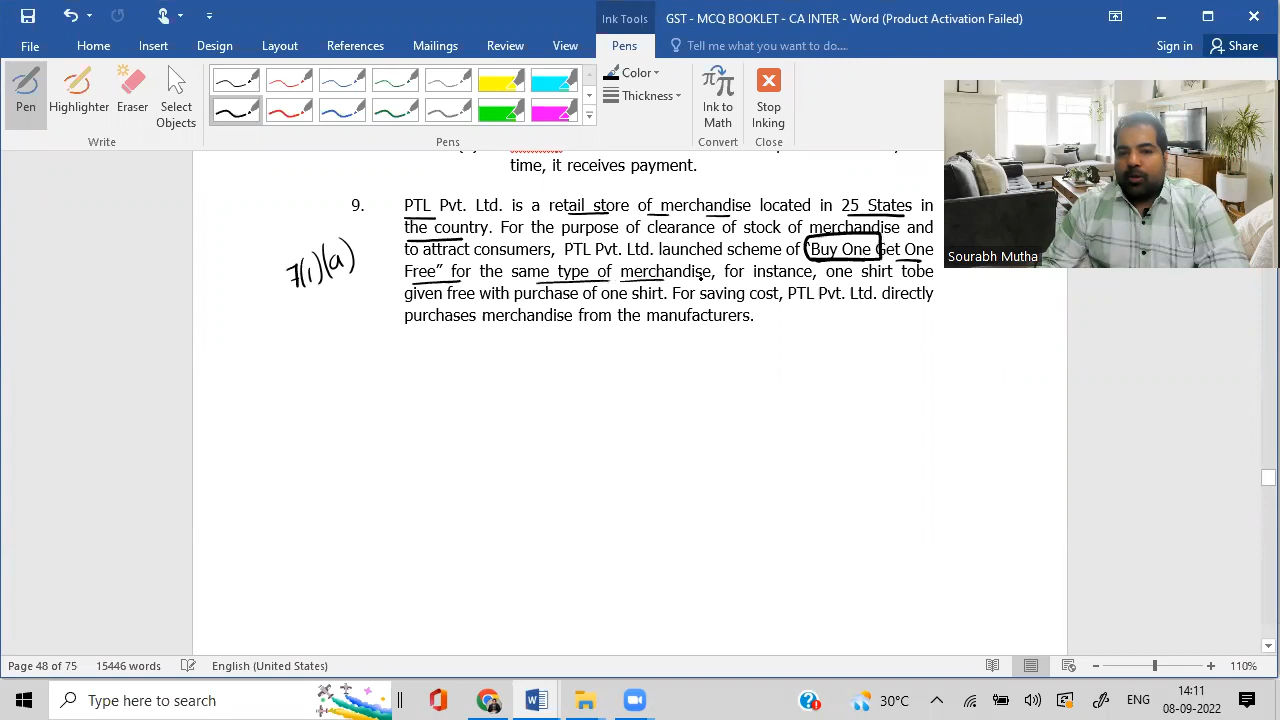 Ink Tools
GST - MCQ BOOKLET - CA INTER - Word (Product Activation Failed)
File Home Insert Design Layout References Mailings Review View Pens Tell me what you want to do.... Sign in Share
Pen
Highlighter
Eraser
Select
Objects
Color
Thickness
Ink to
Math
Stop
Inking
Write Pens Convert Close
time, it receives payment.
9. PTL Pvt. Ltd. is a retail store of merchandise located in 25 States in
the country. For the purpose of clearance of stock of merchandise and
to attract consumers, PTL Pvt. Ltd. launched scheme of "Buy One Get One
Free" for the same type of merchandise, for instance, one shirt tobe
given free with purchase of one shirt. For saving cost, PTL Pvt. Ltd. directly
purchases merchandise from the manufacturers.
7(1)(a)
Sourabh Mutha
Page 48 of 75 15446 words English (United States) 110%
Type here to search 30°C ENG 14:11
08-09-2022